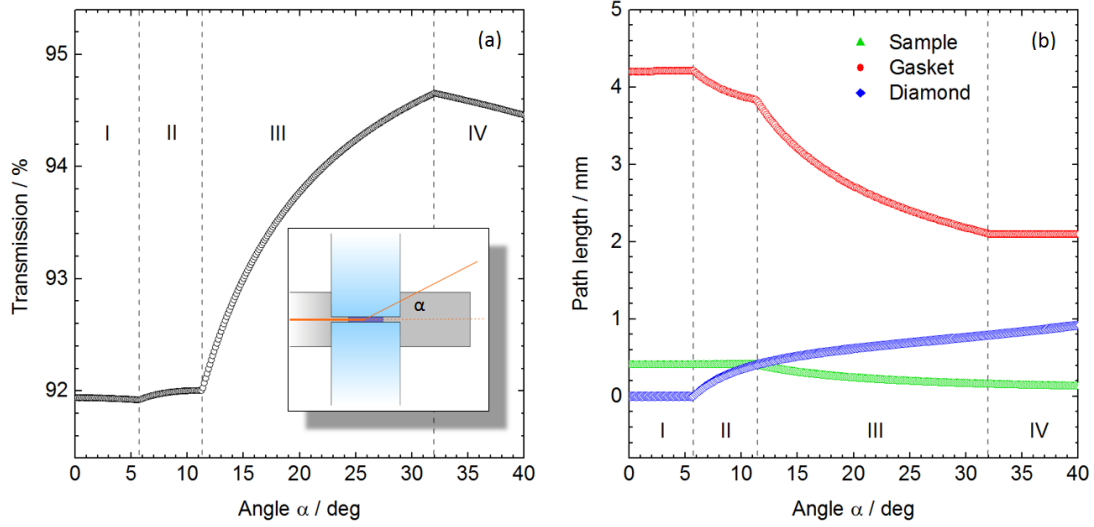 (a)
95
94
93
92
Transmission / %
I
II
III
IV
α
0
5
10
15
20
25
30
35
40
Angle α / deg
(b)
5
4
3
2
1
0
Path length / mm
Sample
Gasket
Diamond
I
II
III
IV
0
5
10
15
20
25
30
35
40
Angle α / deg